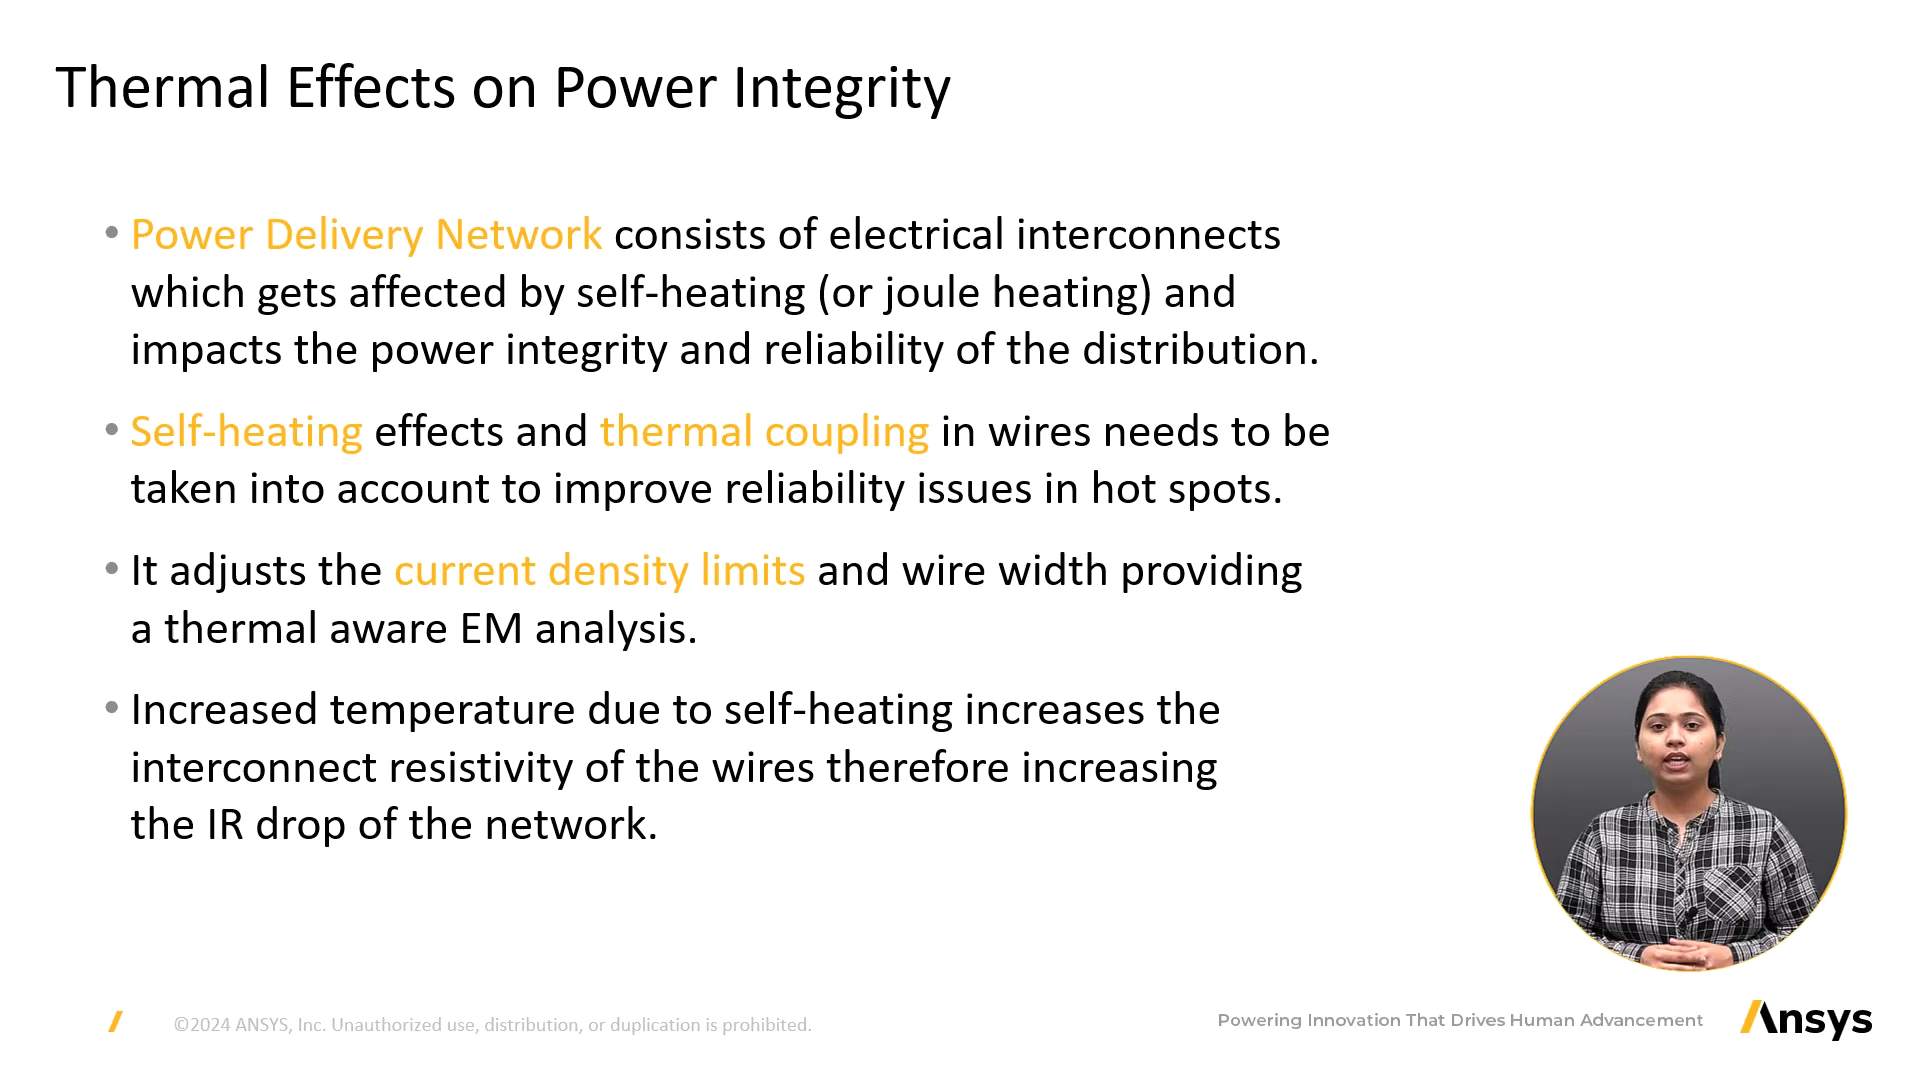 Thermal Effects on Power Integrity
• Power Delivery Network consists of electrical interconnects
which gets affected by self-heating (or joule heating) and
impacts the power integrity and reliability of the distribution.
• Self-heating effects and thermal coupling in wires needs to be
taken into account to improve reliability issues in hot spots.
• It adjusts the current density limits and wire width providing
a thermal aware EM analysis.
• Increased temperature due to self-heating increases the
interconnect resistivity of the wires therefore increasing
the IR drop of the network.
©2024 ANSYS, Inc. Unauthorized use, distribution, or duplication is prohibited.
Powering Innovation That Drives Human Advancement
Ansys